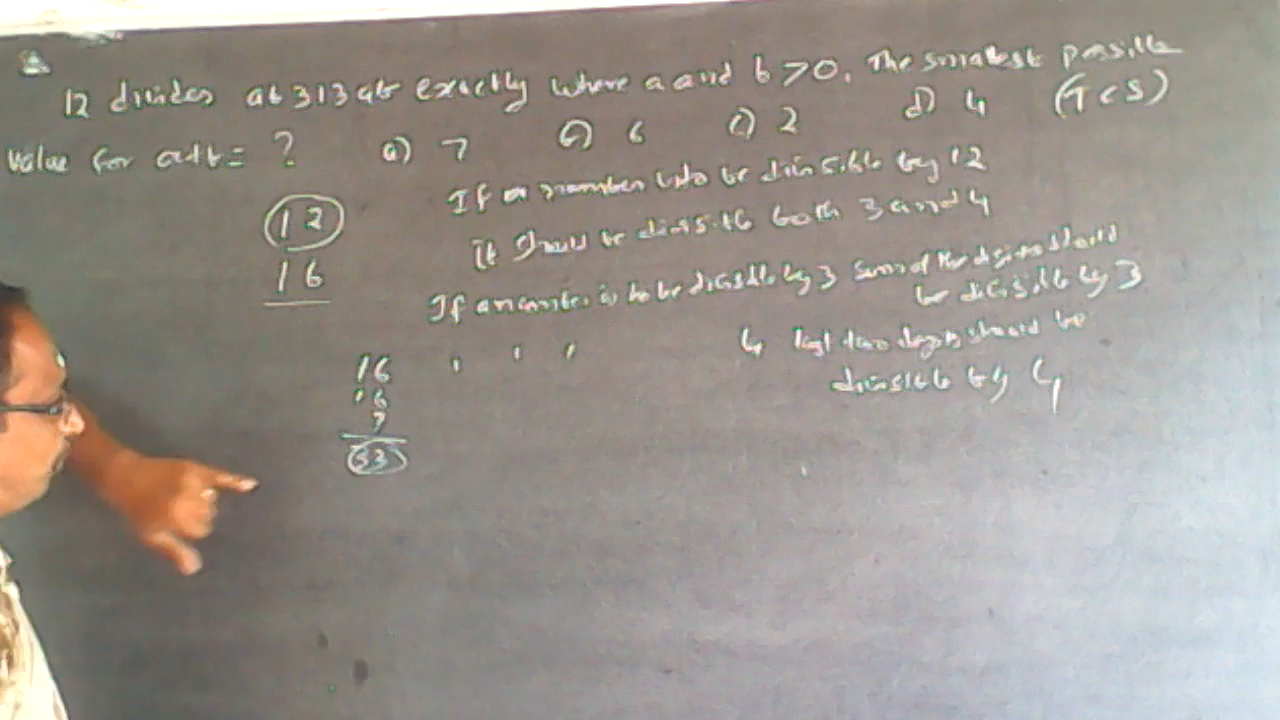 12 divides ab313ab exactly where a and b >0. The smallest possible
value for a+b = ? a) 7 b) 6 c) 2 d) 4 (TCS)
12
16
If a number is to be divisible by 12
it should be divisible both 3 and 4
If a number is to be divisible by 3 sum of the digits should
be divisible by 3
4 last two digits should be
divisible by 4
16
16
7